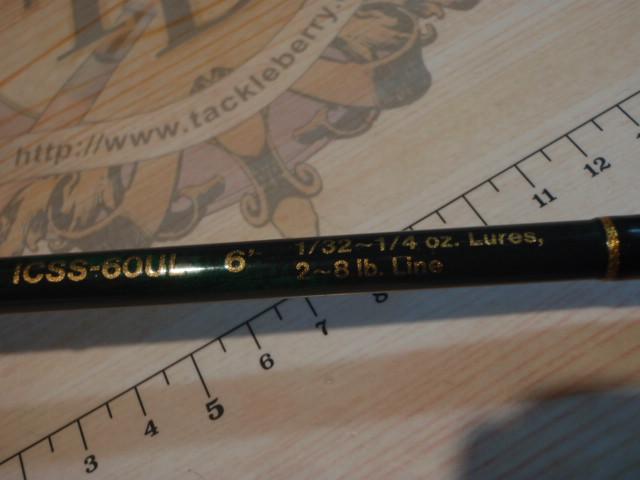 http://www.tackleberry.
ICSS-60UL 6'- 1/32~1/4 oz. Lures,
2~8 lb. Line
3 4 5 6 7 8 11 12